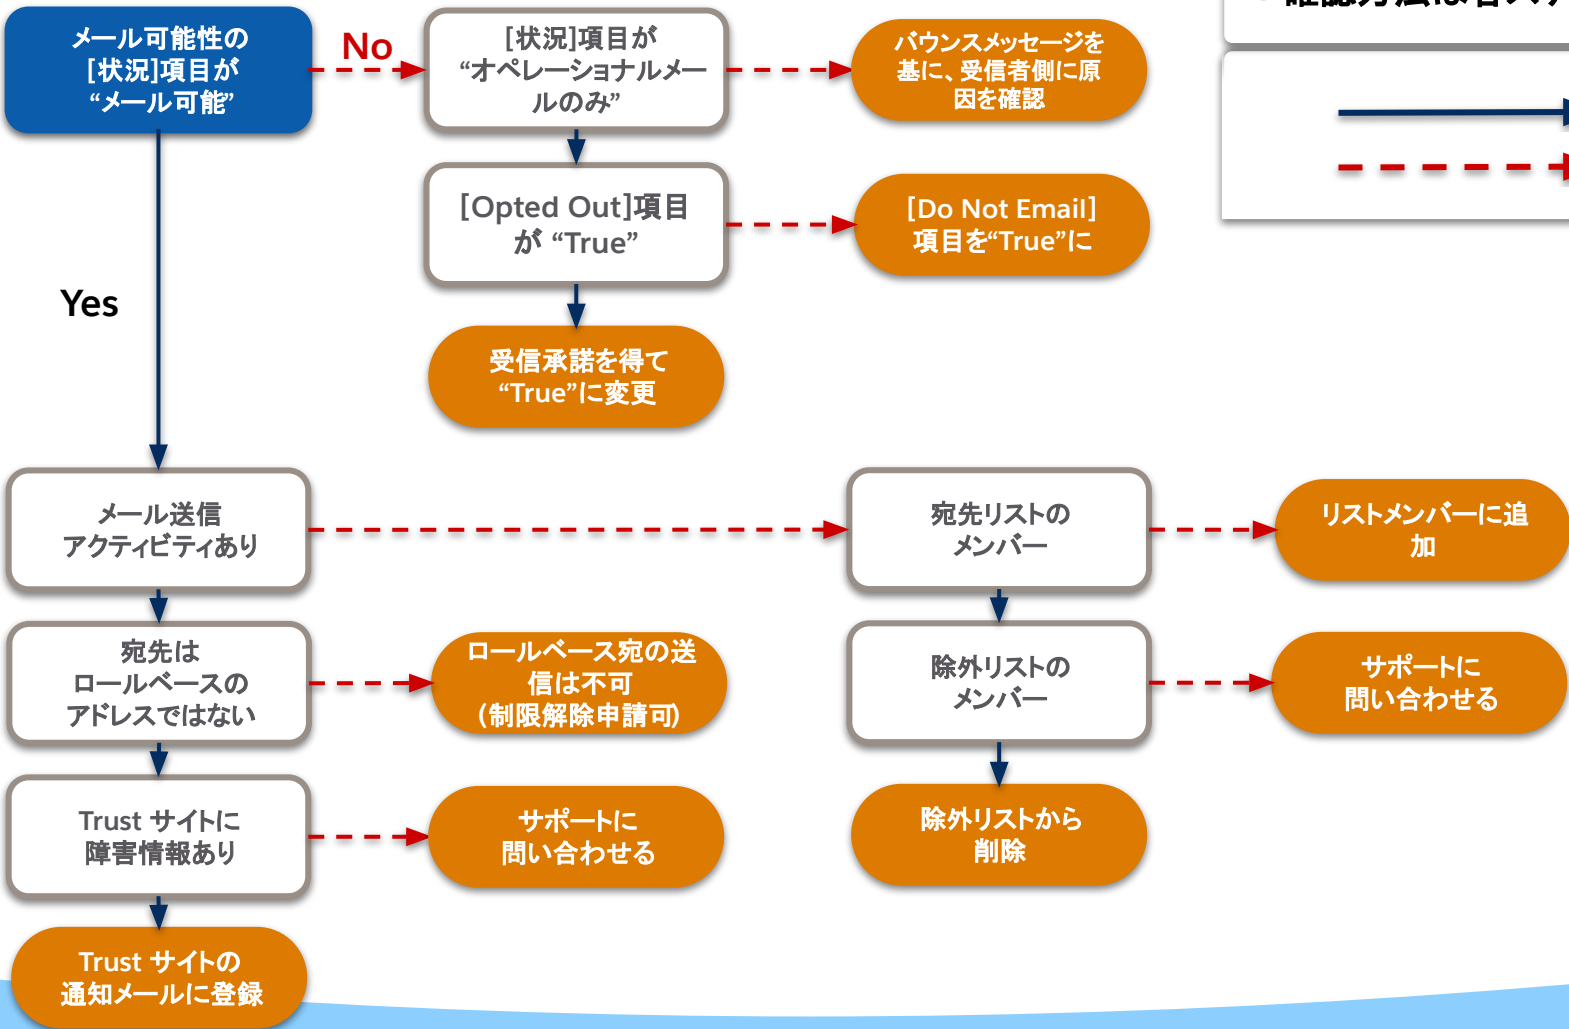 メール可能性の
[状況]項目が
“メール可能”
No
[状況]項目が
“オペレーショナルメー
ルのみ”
バウンスメッセージを
基に、受信者側に原
因を確認
[Opted Out]項目
が “True”
[Do Not Email]
項目を“True”に
Yes
受信承諾を得て
“True”に変更
メール送信
アクティビティあり
宛先リストの
メンバー
リストメンバーに追
加
宛先は
ロールベースの
アドレスではない
ロールベース宛の送
信は不可
(制限解除申請可)
除外リストの
メンバー
サポートに
問い合わせる
Trust サイトに
障害情報あり
サポートに
問い合わせる
除外リストから
削除
Trust サイトの
通知メールに登録